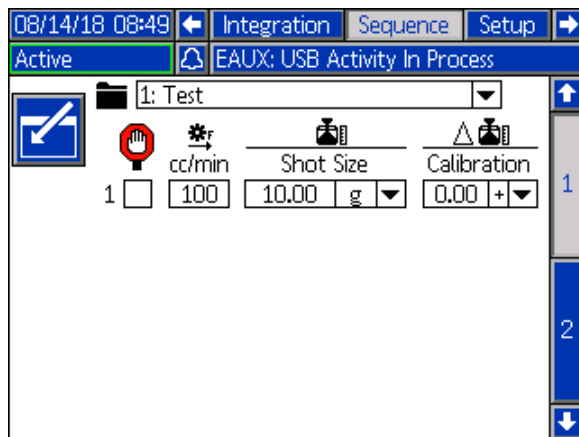 08/14/18 08:49 Integration Sequence Setup
Active EAUX: USB Activity In Process
1: Test
F
cc/min Shot Size Calibration
1 100 10.00 g 0.00 +
1
2